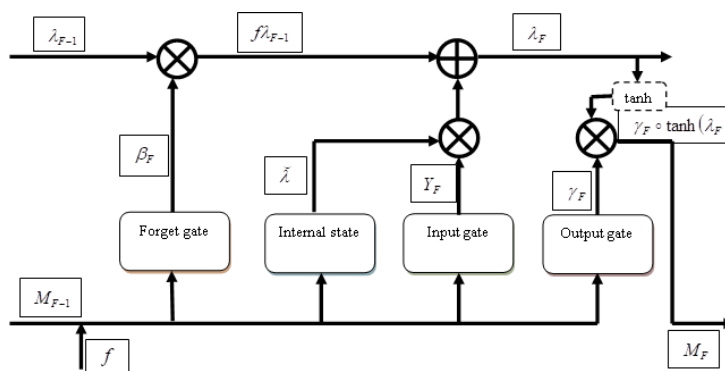 λ_{F-1}
fλ_{F-1}
λ_F
tanh
γ_F ∘ tanh(λ_F
β_F
λ̃
Y_F
γ_F
Forget gate
Internal state
Input gate
Output gate
M_{F-1}
f
M_F